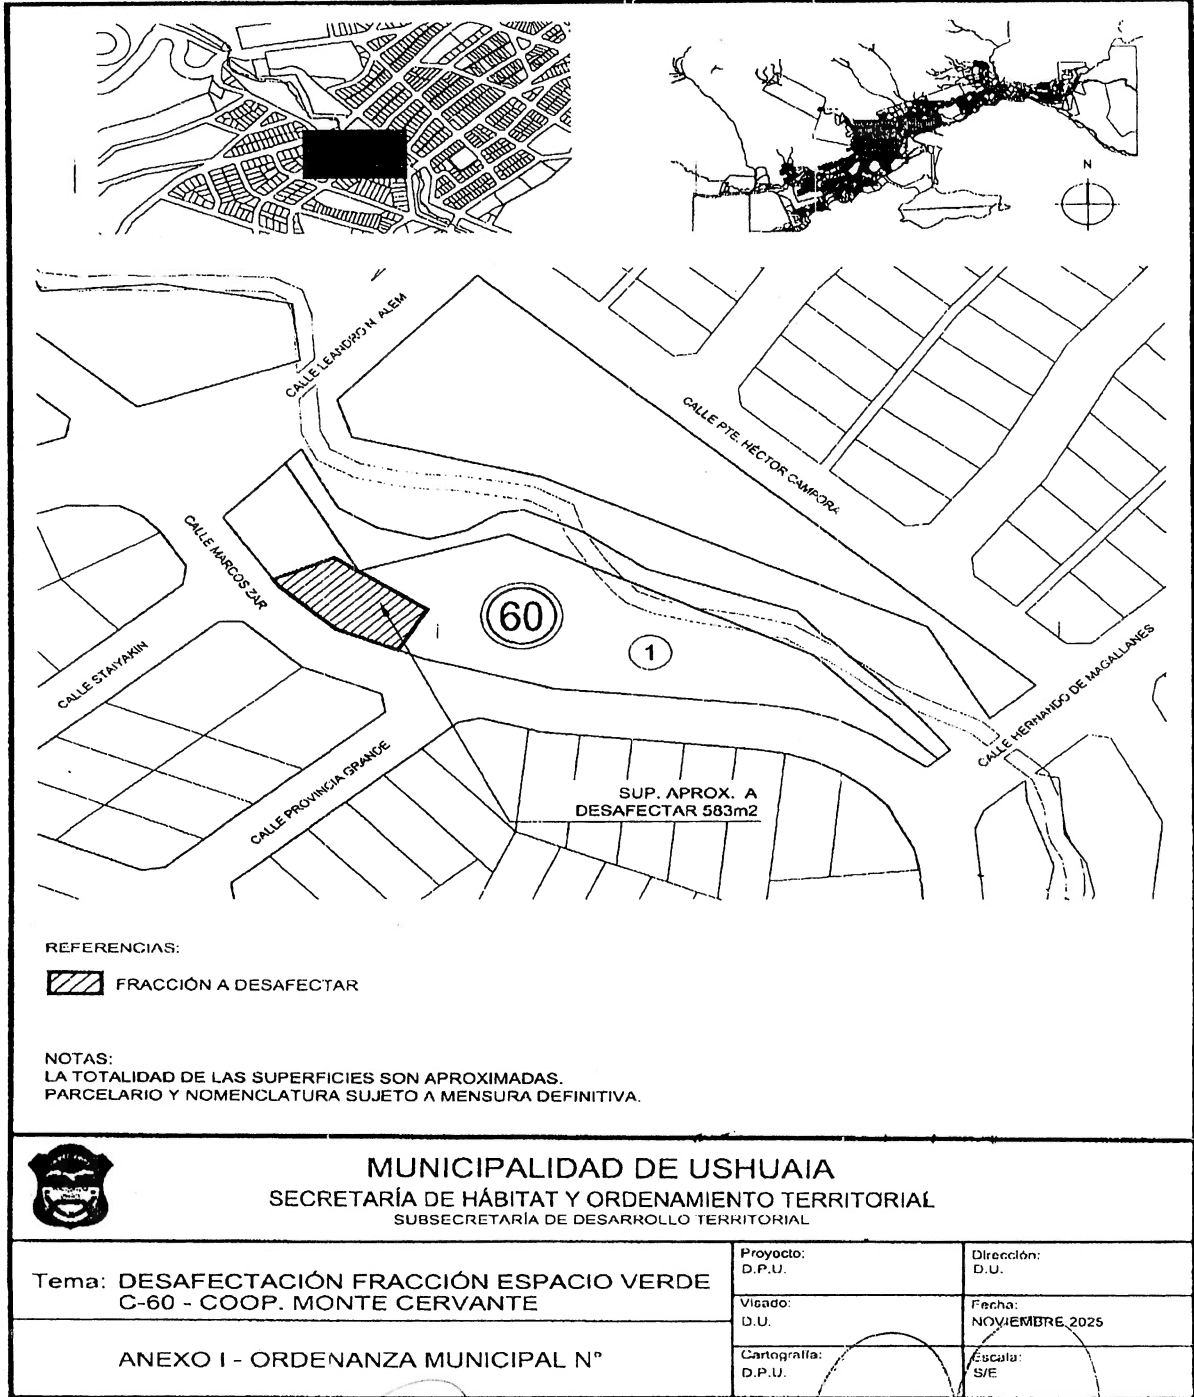 N
CALLE LEANDRO N. ALEM
CALLE PTE. HÉCTOR CAMPORA
CALLE MARCOS ZAR
60
1
CALLE STAIYAKIN
CALLE HERNANDO DE MAGALLANES
CALLE PROVINCIA GRANDE
SUP. APROX. A
DESAFECTAR 583m2
REFERENCIAS:
FRACCIÓN A DESAFECTAR
NOTAS:
LA TOTALIDAD DE LAS SUPERFICIES SON APROXIMADAS.
PARCELARIO Y NOMENCLATURA SUJETO A MENSURA DEFINITIVA.
MUNICIPALIDAD DE USHUAIA
SECRETARÍA DE HÁBITAT Y ORDENAMIENTO TERRITORIAL
SUBSECRETARÍA DE DESARROLLO TERRITORIAL
Tema: DESAFECTACIÓN FRACCIÓN ESPACIO VERDE
C-60 - COOP. MONTE CERVANTE
ANEXO I - ORDENANZA MUNICIPAL Nº
Proyecto:
D.P.U.
Dirección:
D.U.
Visado:
D.U.
Fecha:
NOVIEMBRE 2025
Cartografía:
D.P.U.
Escala:
S/E